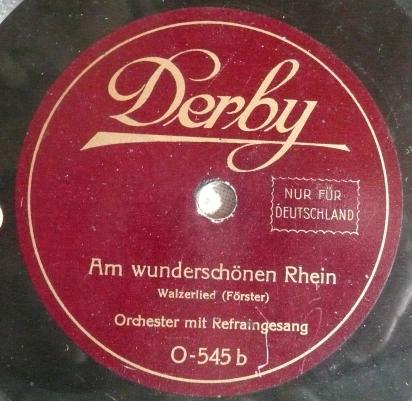 Derby
NUR FÜR
DEUTSCHLAND
Am wunderschönen Rhein
Walzerlied (Förster)
Orchester mit Refraingesang
O-545 b